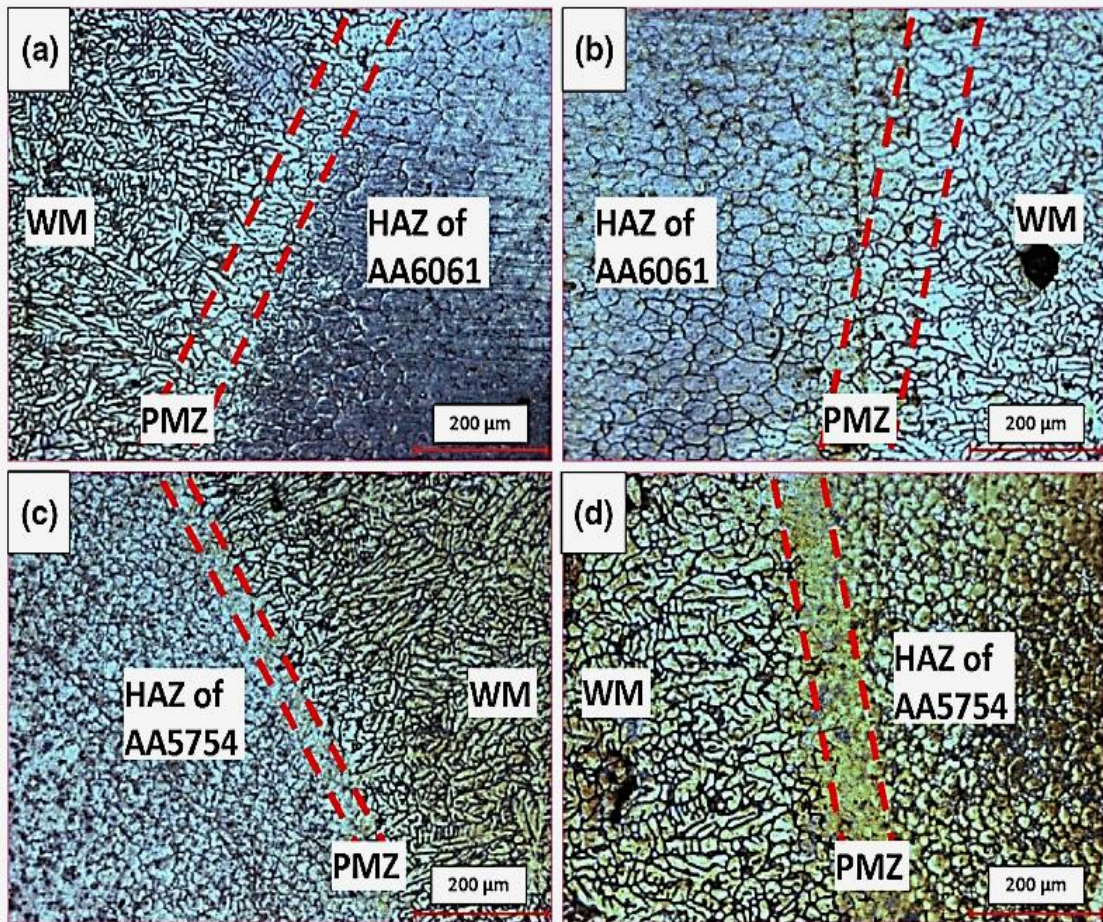 (a)
WM
HAZ of
AA6061
PMZ
200 µm
(b)
HAZ of
AA6061
WM
PMZ
200 µm
(c)
HAZ of
AA5754
WM
PMZ
200 µm
(d)
WM
HAZ of
AA5754
PMZ
200 µm